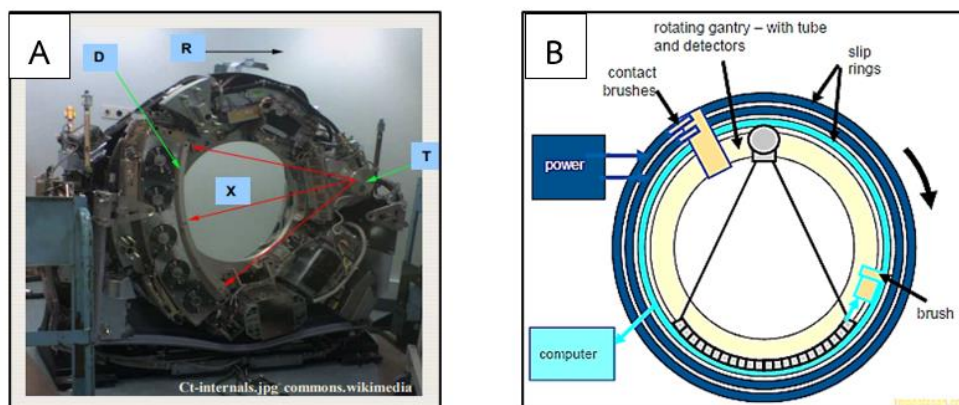 A
D
R
T
X
Ct-internals.jpg commons.wikimedia
B
rotating gantry – with tube
and detectors
slip
rings
contact
brushes
power
brush
computer